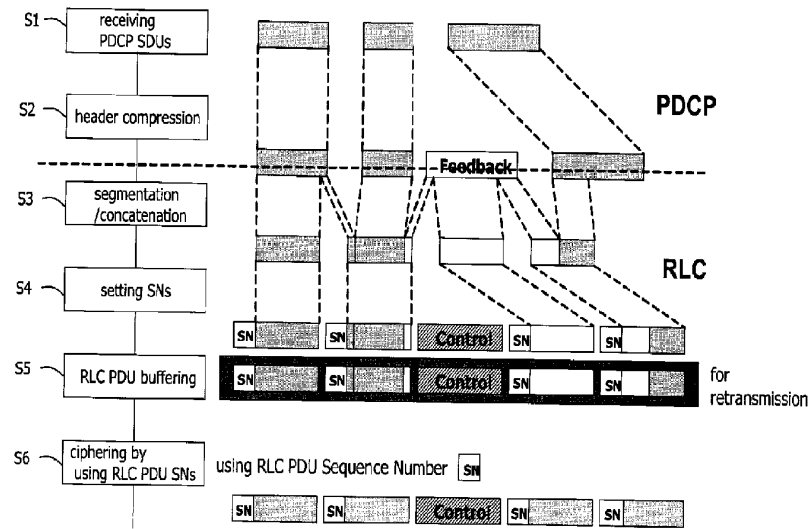 S1
receiving
PDCP SDUs
S2
header compression
PDCP
Feedback
S3
segmentation
/concatenation
RLC
S4
setting SNs
SN
SN
Control
SN
SN
S5
RLC PDU buffering
SN
SN
Control
SN
SN
for
retransmission
S6
ciphering by
using RLC PDU SNs
using RLC PDU Sequence Number SN
SN
SN
Control
SN
SN